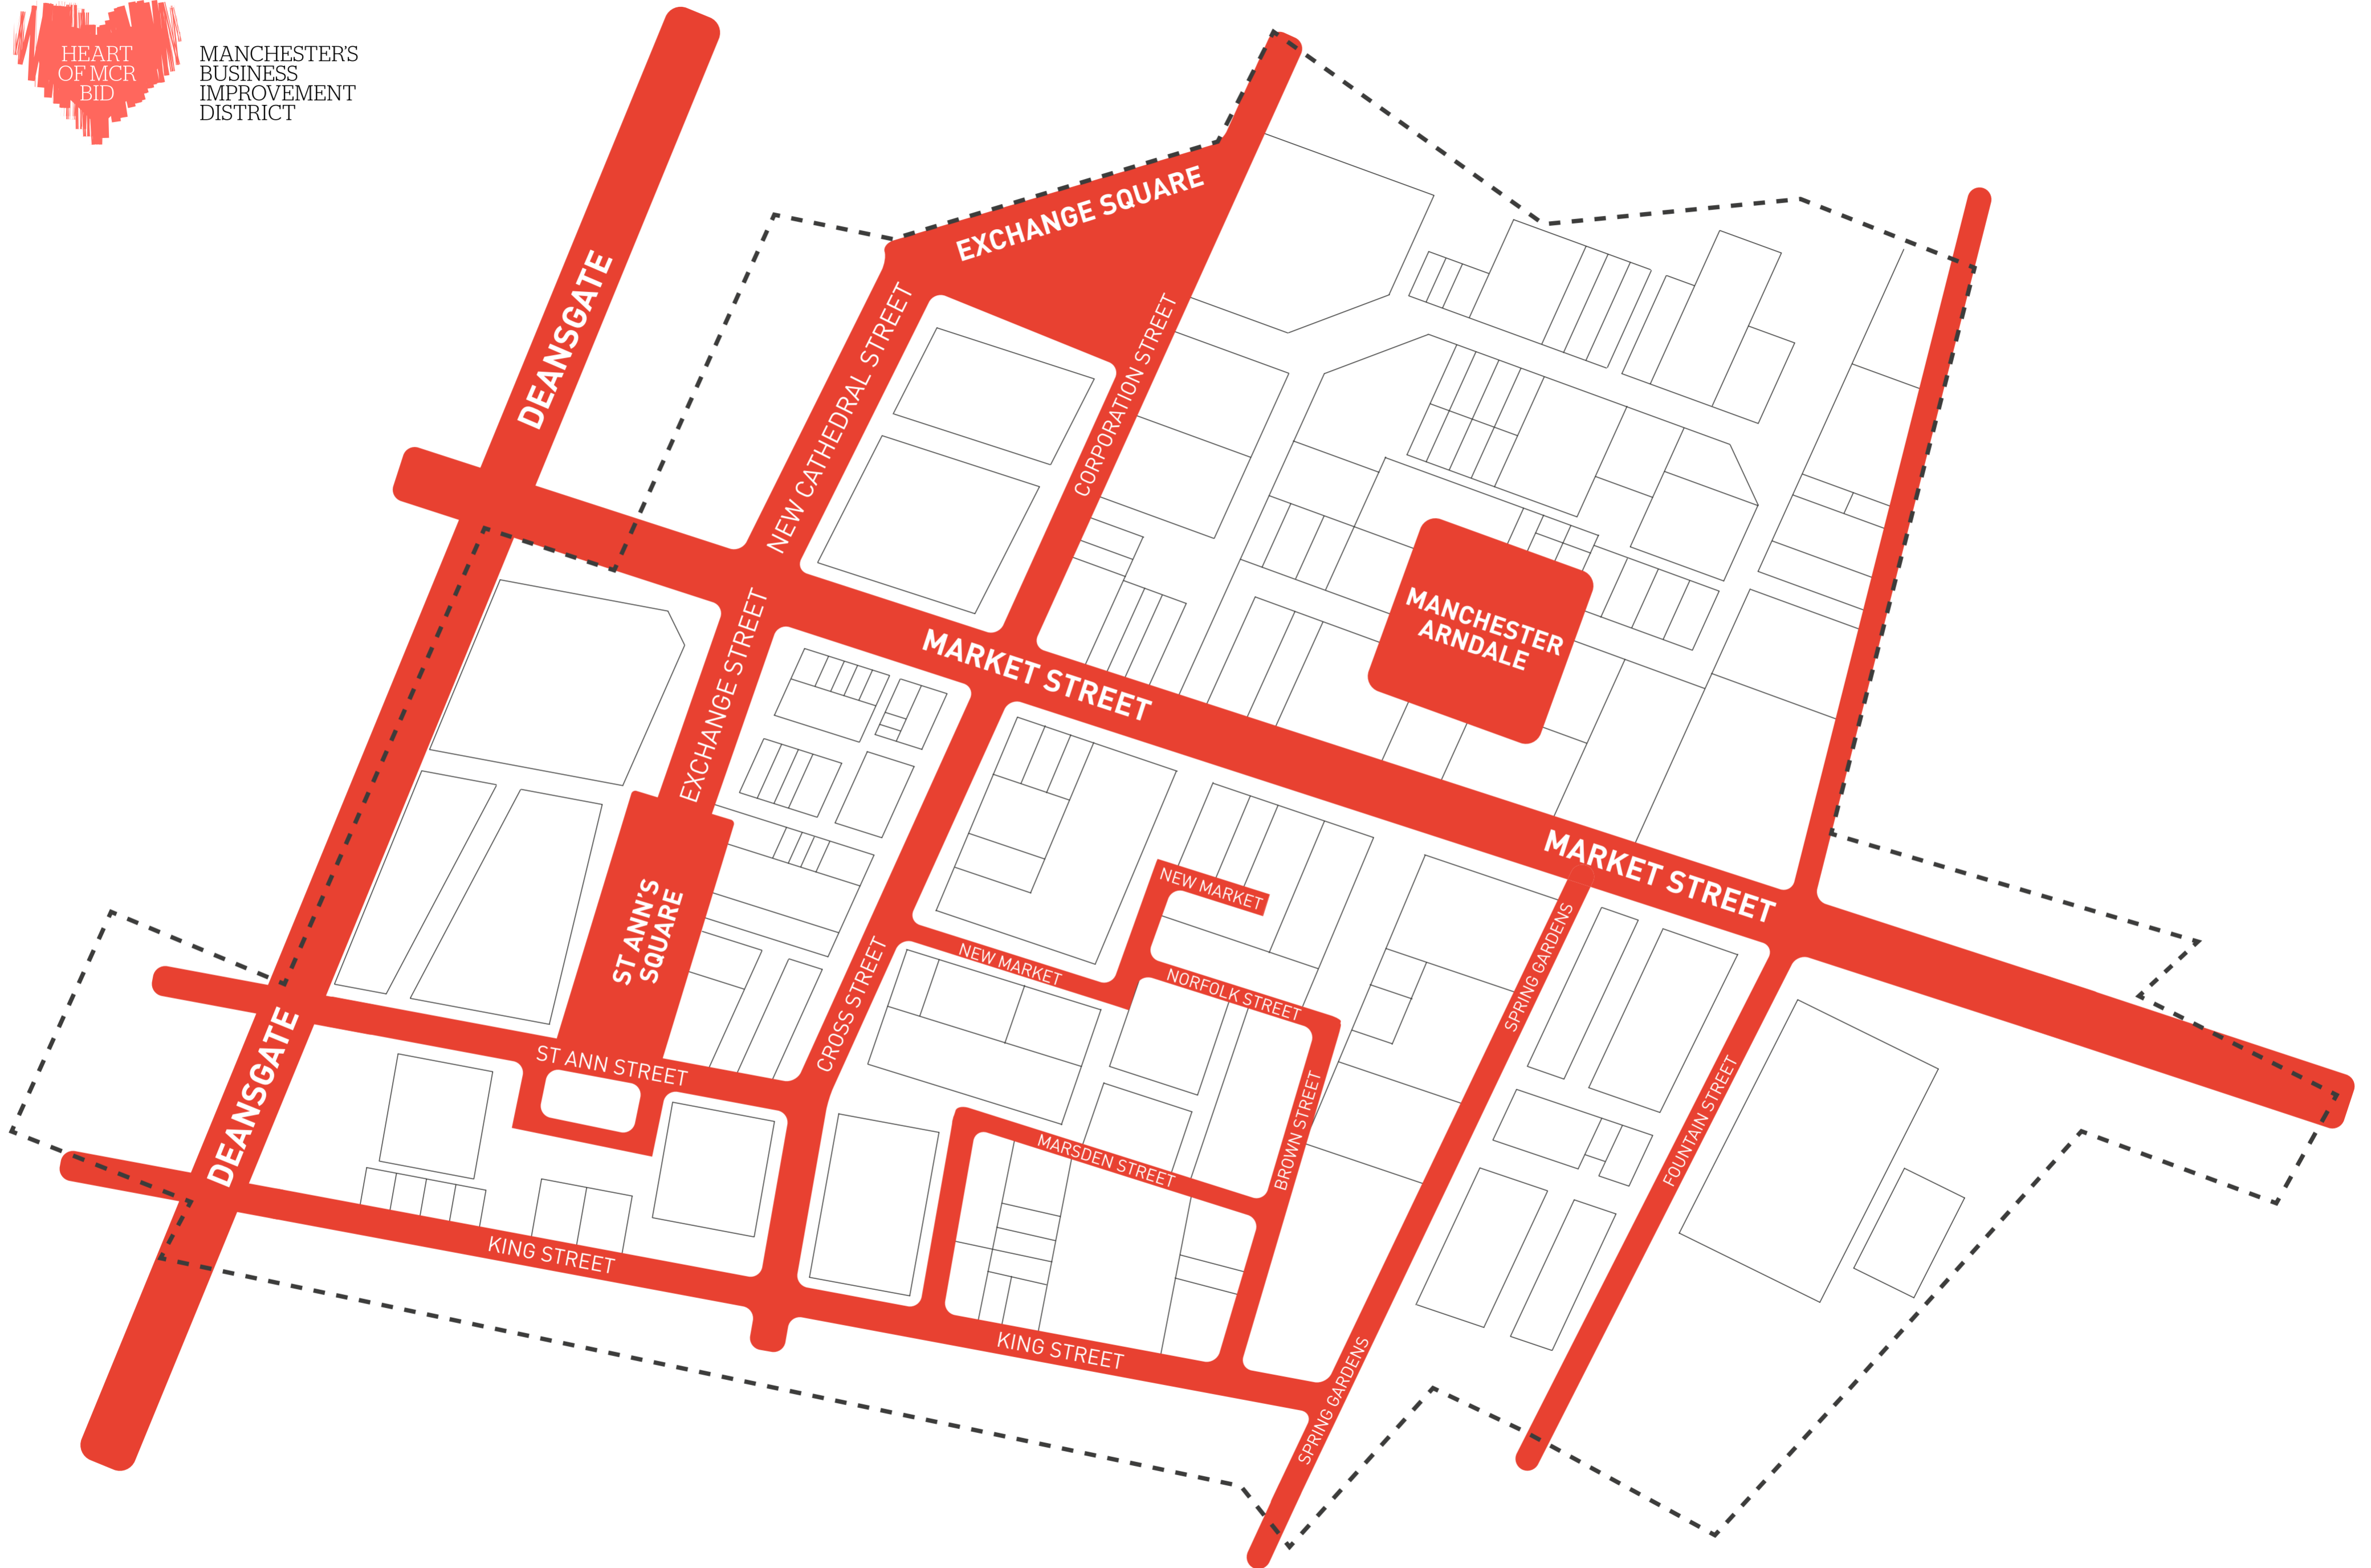 HEART
OF MCR
BID
MANCHESTER'S
BUSINESS
IMPROVEMENT
DISTRICT
EXCHANGE SQUARE
DEANSGATE
NEW CATHEDRAL STREET
CORPORATION STREET
MANCHESTER
ARNDALE
EXCHANGE STREET
MARKET STREET
MARKET STREET
NEW MARKET
ST ANN'S
SQUARE
SPRING GARDENS
NEW MARKET
NORFOLK STREET
CROSS STREET
DEANSGATE
ST ANN STREET
FOUNTAIN STREET
BROWN STREET
MARSDEN STREET
KING STREET
KING STREET
SPRING GARDENS